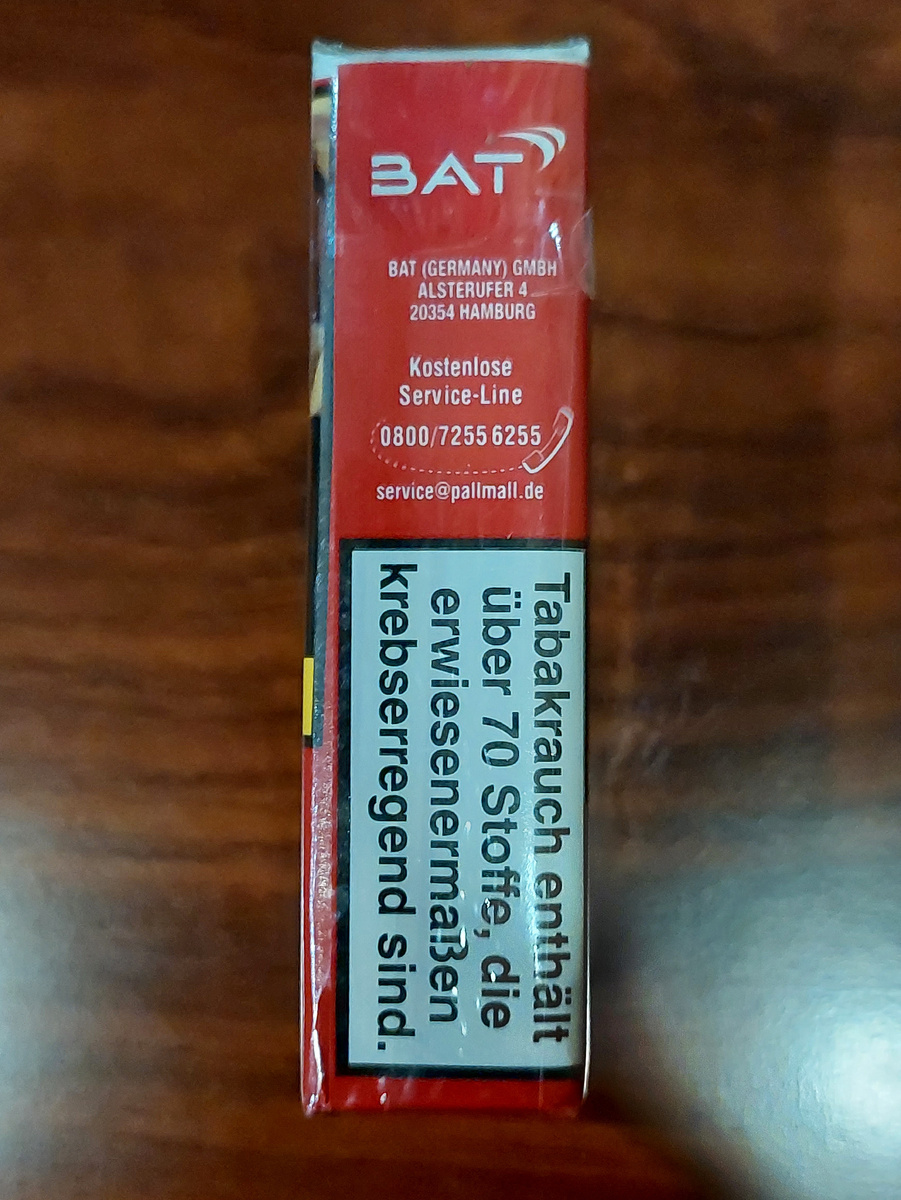 BAT
BAT (GERMANY) GMBH
ALSTERUFER 4
20354 HAMBURG
Kostenlose
Service-Line
0800/7255 6255
service@pallmall.de
Tabakrauch enthält
über 70 Stoffe, die
erwiesenermaßen
krebserregend sind.